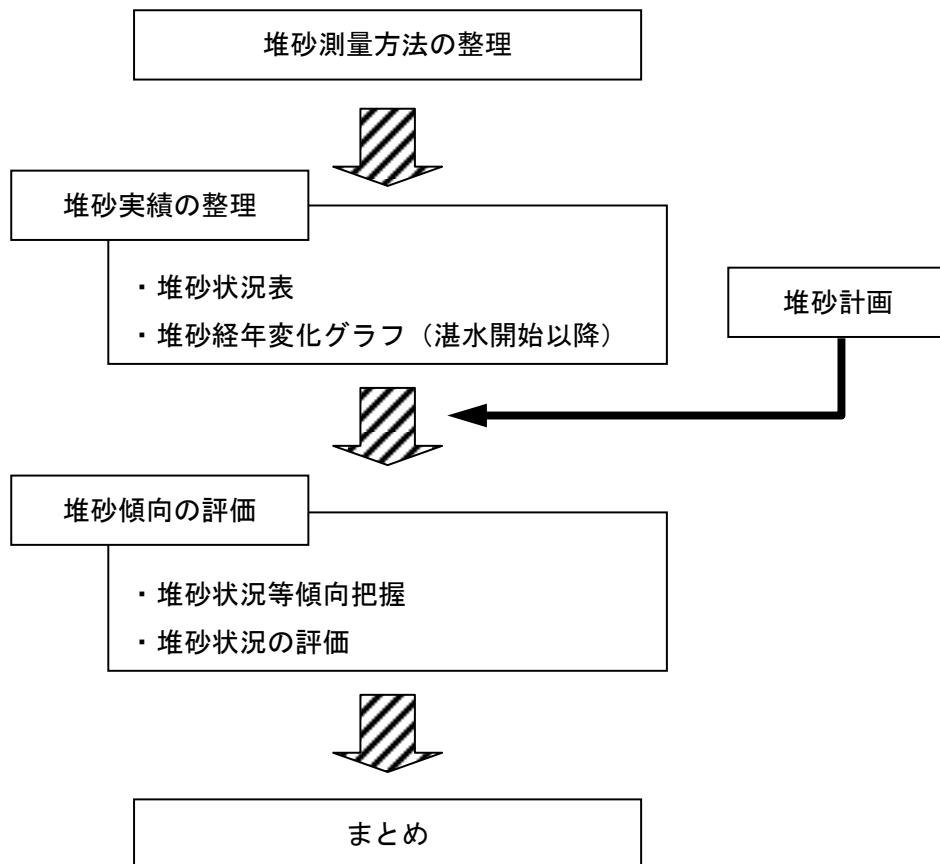 堆砂測量方法の整理
堆砂実績の整理
・堆砂状況表
・堆砂経年変化グラフ（湛水開始以降）
堆砂計画
堆砂傾向の評価
・堆砂状況等傾向把握
・堆砂状況の評価
まとめ